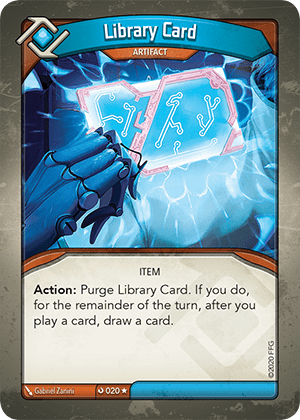 Library Card
ARTIFACT
ITEM
Action: Purge Library Card. If you do,
for the remainder of the turn, after you
play a card, draw a card.
©2020 FFG
Gabriel Zanini
020★